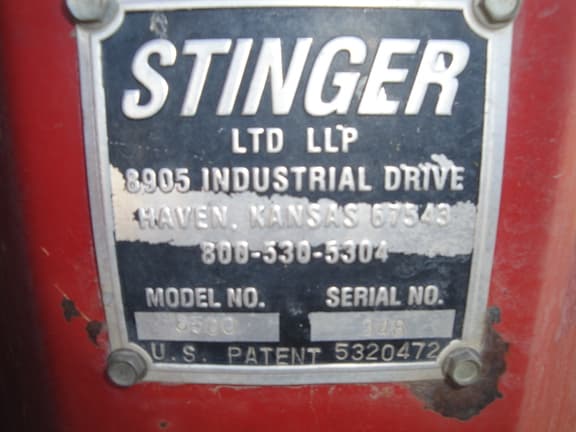 STINGER
LTD LLP
8905 INDUSTRIAL DRIVE
HAVEN, KANSAS 67543
800-530-5304
MODEL NO. SERIAL NO.
U.S. PATENT 5320472